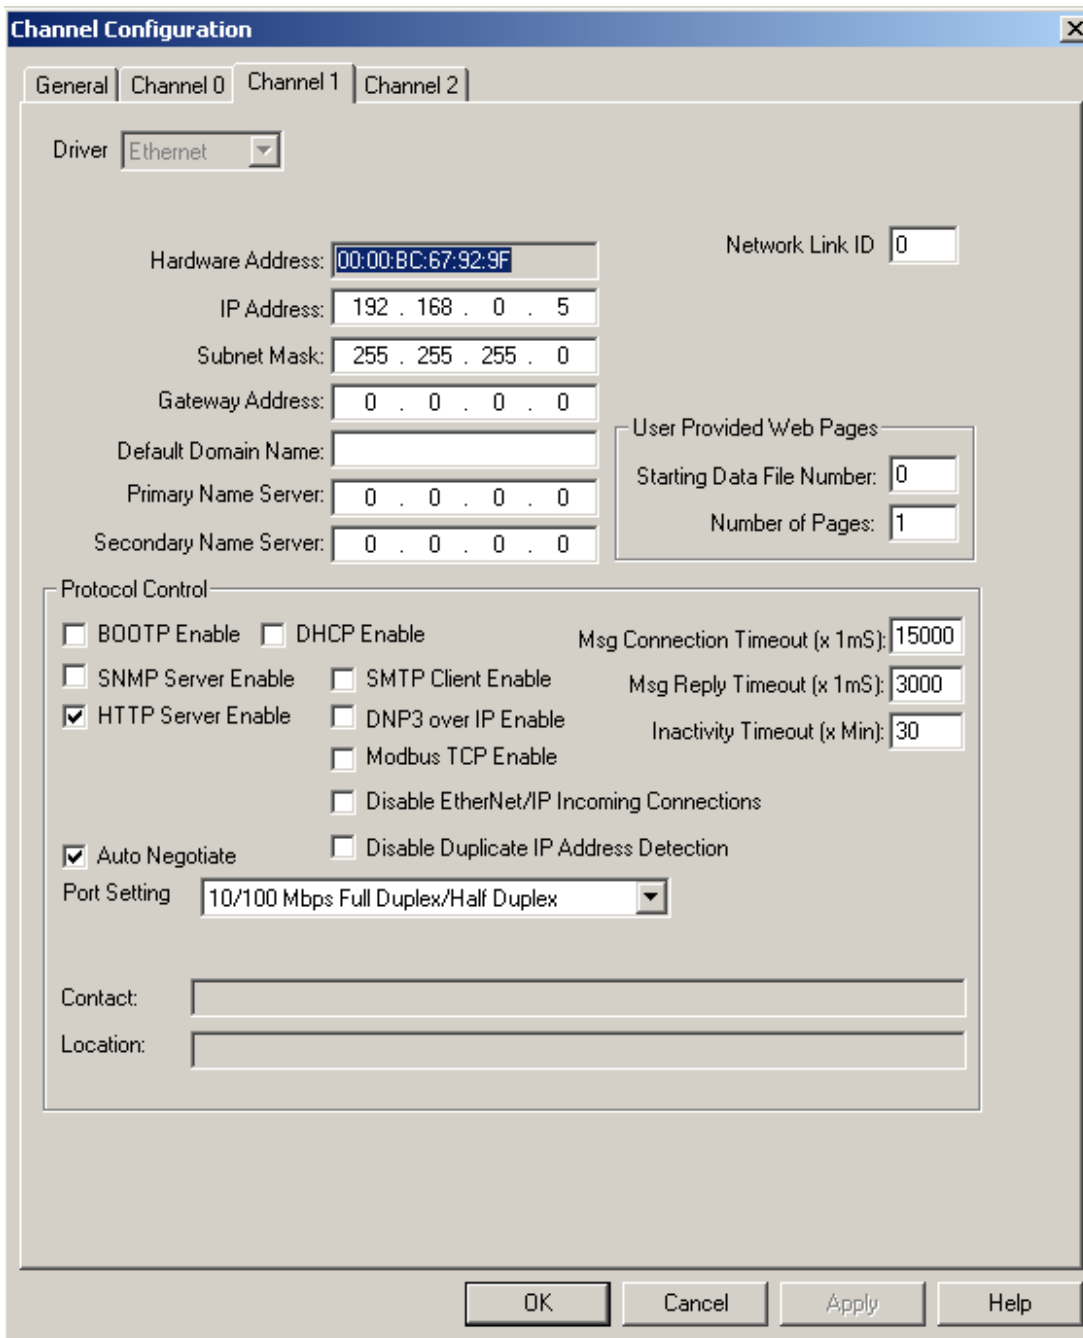 Channel Configuration
General Channel 0 Channel 1 Channel 2
Driver Ethernet
Hardware Address: 00:00:BC:67:92:9F
Network Link ID 0
IP Address: 192 . 168 . 0 . 5
Subnet Mask: 255 . 255 . 255 . 0
Gateway Address: 0 . 0 . 0 . 0
Default Domain Name:
Primary Name Server: 0 . 0 . 0 . 0
Secondary Name Server: 0 . 0 . 0 . 0
User Provided Web Pages
Starting Data File Number: 0
Number of Pages: 1
Protocol Control
BOOTP Enable DHCP Enable
SNMP Server Enable SMTP Client Enable
HTTP Server Enable DNP3 over IP Enable
Modbus TCP Enable
Disable EtherNet/IP Incoming Connections
Auto Negotiate Disable Duplicate IP Address Detection
Msg Connection Timeout (x 1mS): 15000
Msg Reply Timeout (x 1mS): 3000
Inactivity Timeout (x Min): 30
Port Setting 10/100 Mbps Full Duplex/Half Duplex
Contact:
Location:
OK Cancel Apply Help